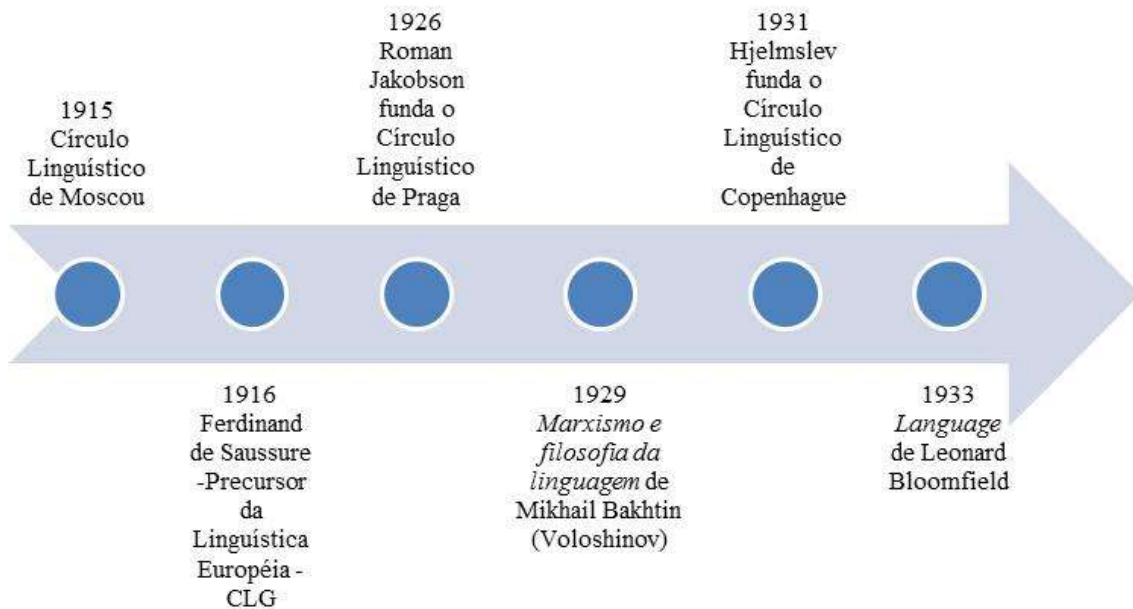 1915
Círculo
Linguístico
de Moscou
1916
Ferdinand
de Saussure
-Precursor
da
Linguística
Européia -
CLG
1926
Roman
Jakobson
funda o
Círculo
Linguístico
de Praga
1929
Marxismo e
filosofia da
linguagem de
Mikhail Bakhtin
(Voloshinov)
1931
Hjelmslev
funda o
Círculo
Linguístico
de
Copenhague
1933
Language
de Leonard
Bloomfield